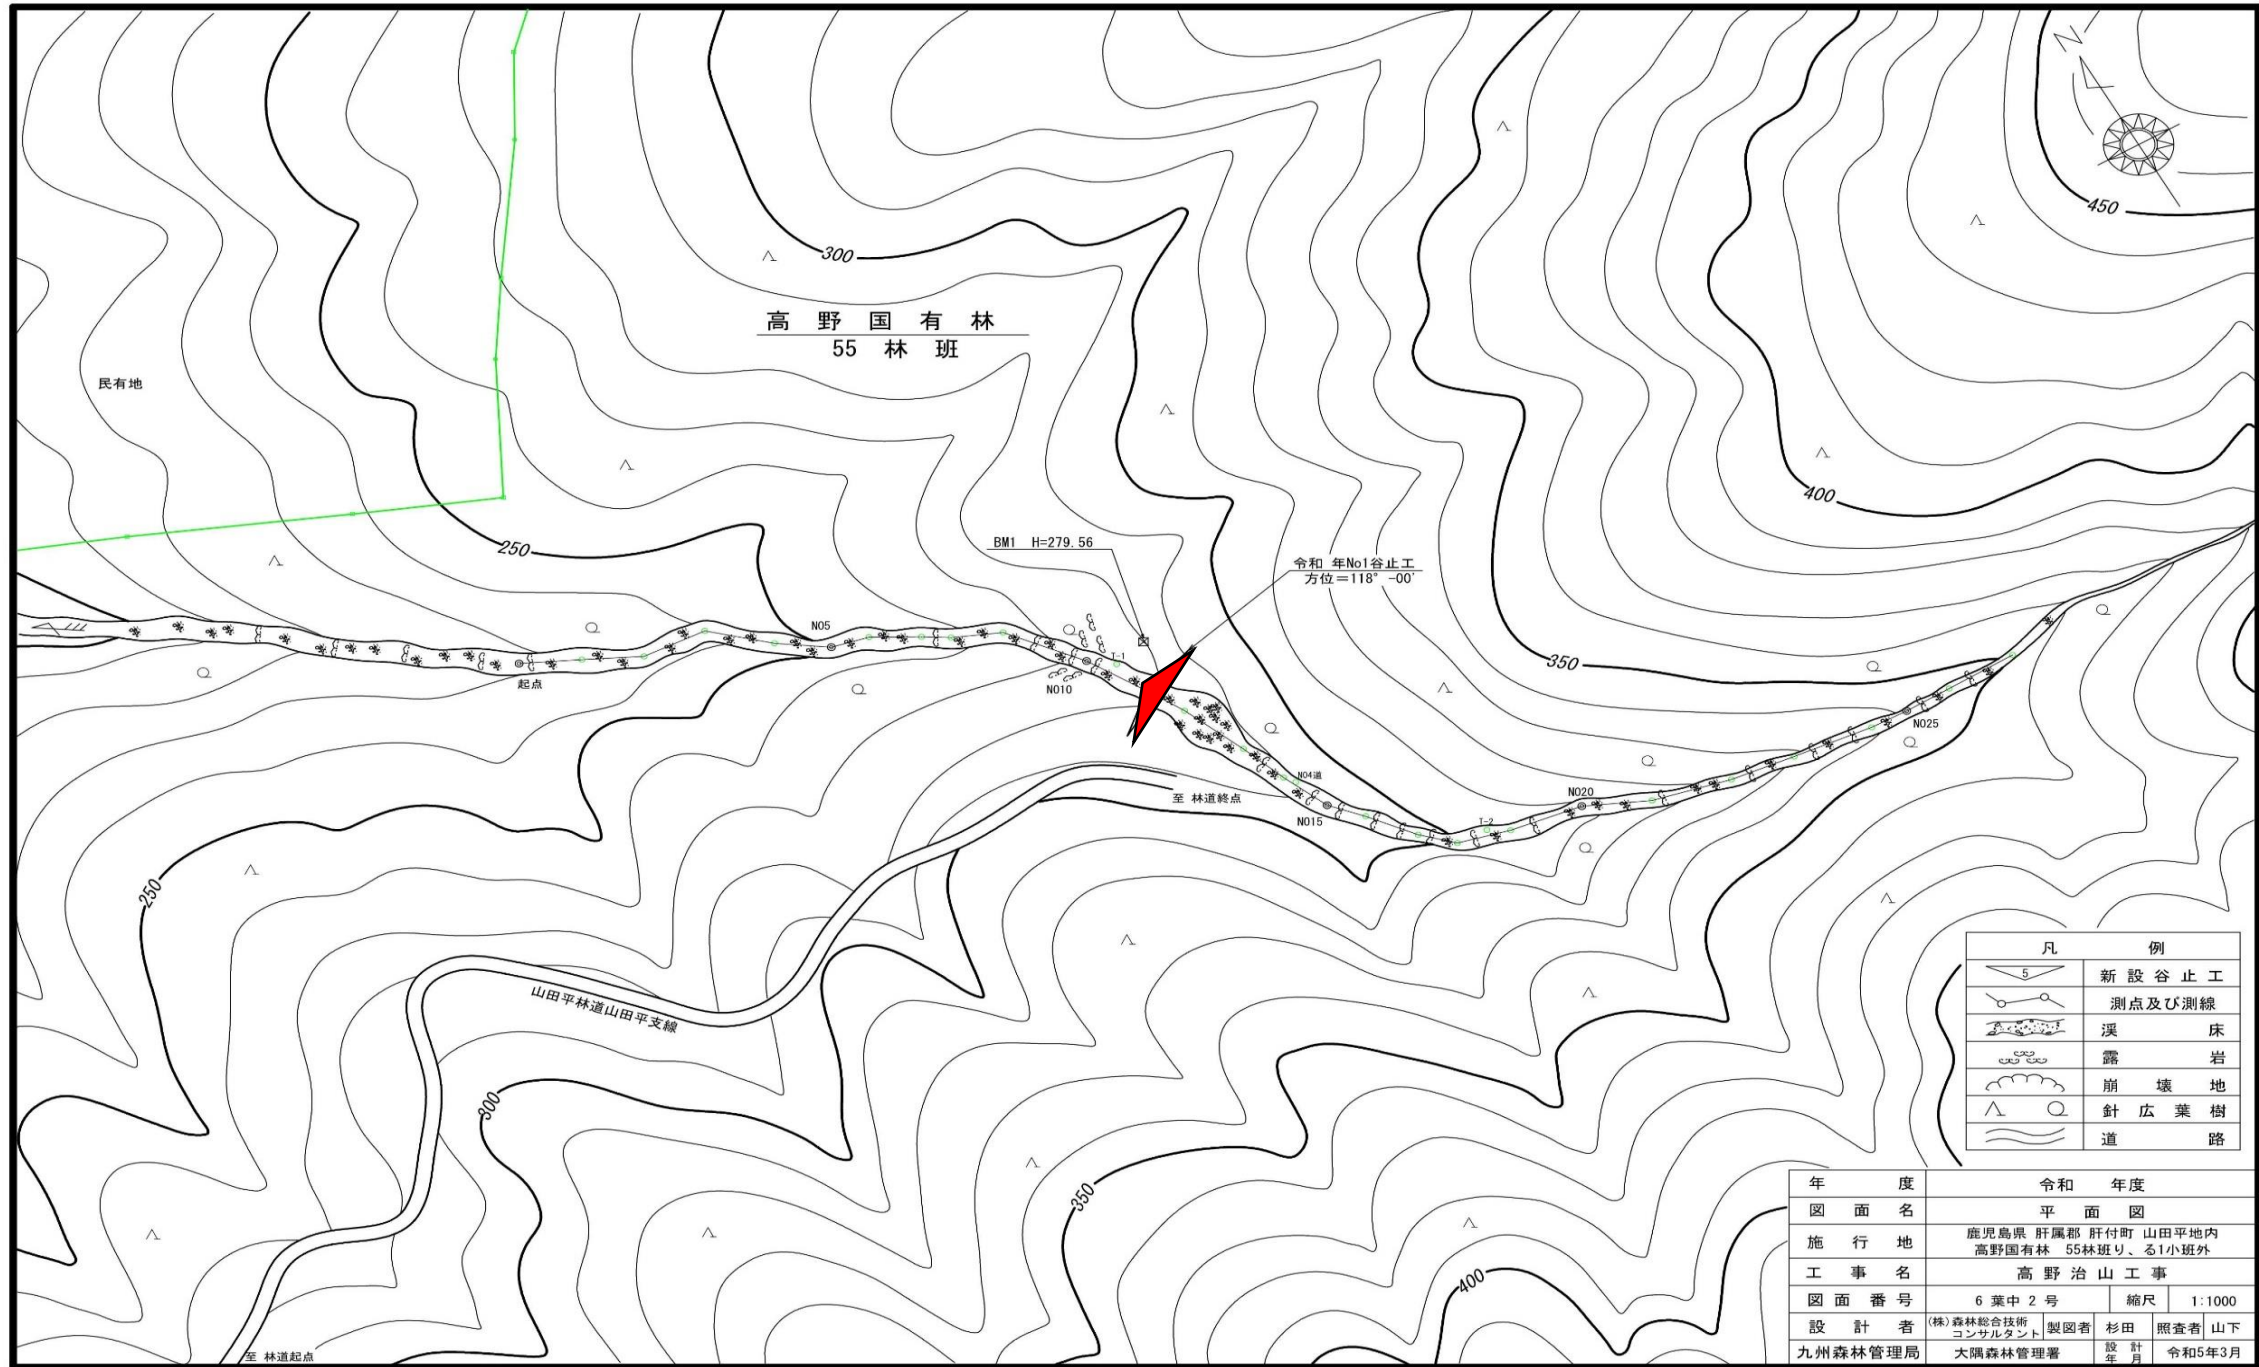 N
450
300
高野国有林
55 林班
民有地
400
250
BM1 H=279.56
令和 年No1谷止工
方位=118° -00'
350
NO5
起点
T-1
NO10
NO25
NO4道
至 林道終点
NO20
NO15
T-2
250
山田平林道山田平支線
300
350
400
至 林道起点
凡 例
5 新設谷止工
測点及び測線
渓床
露岩
崩壊地
針広葉樹
道路
年度 令和 年度
図面名 平面図
施行地 鹿児島県 肝属郡 肝付町 山田平地内
高野国有林 55林班り、る1小班外
工事名 高野治山工事
図面番号 6 葉中 2 号 縮尺 1:1000
設計者 (株)森林総合技術
コンサルタント 製図者 杉田 照査者 山下
九州森林管理局 大隅森林管理署 設計
年月 令和5年3月